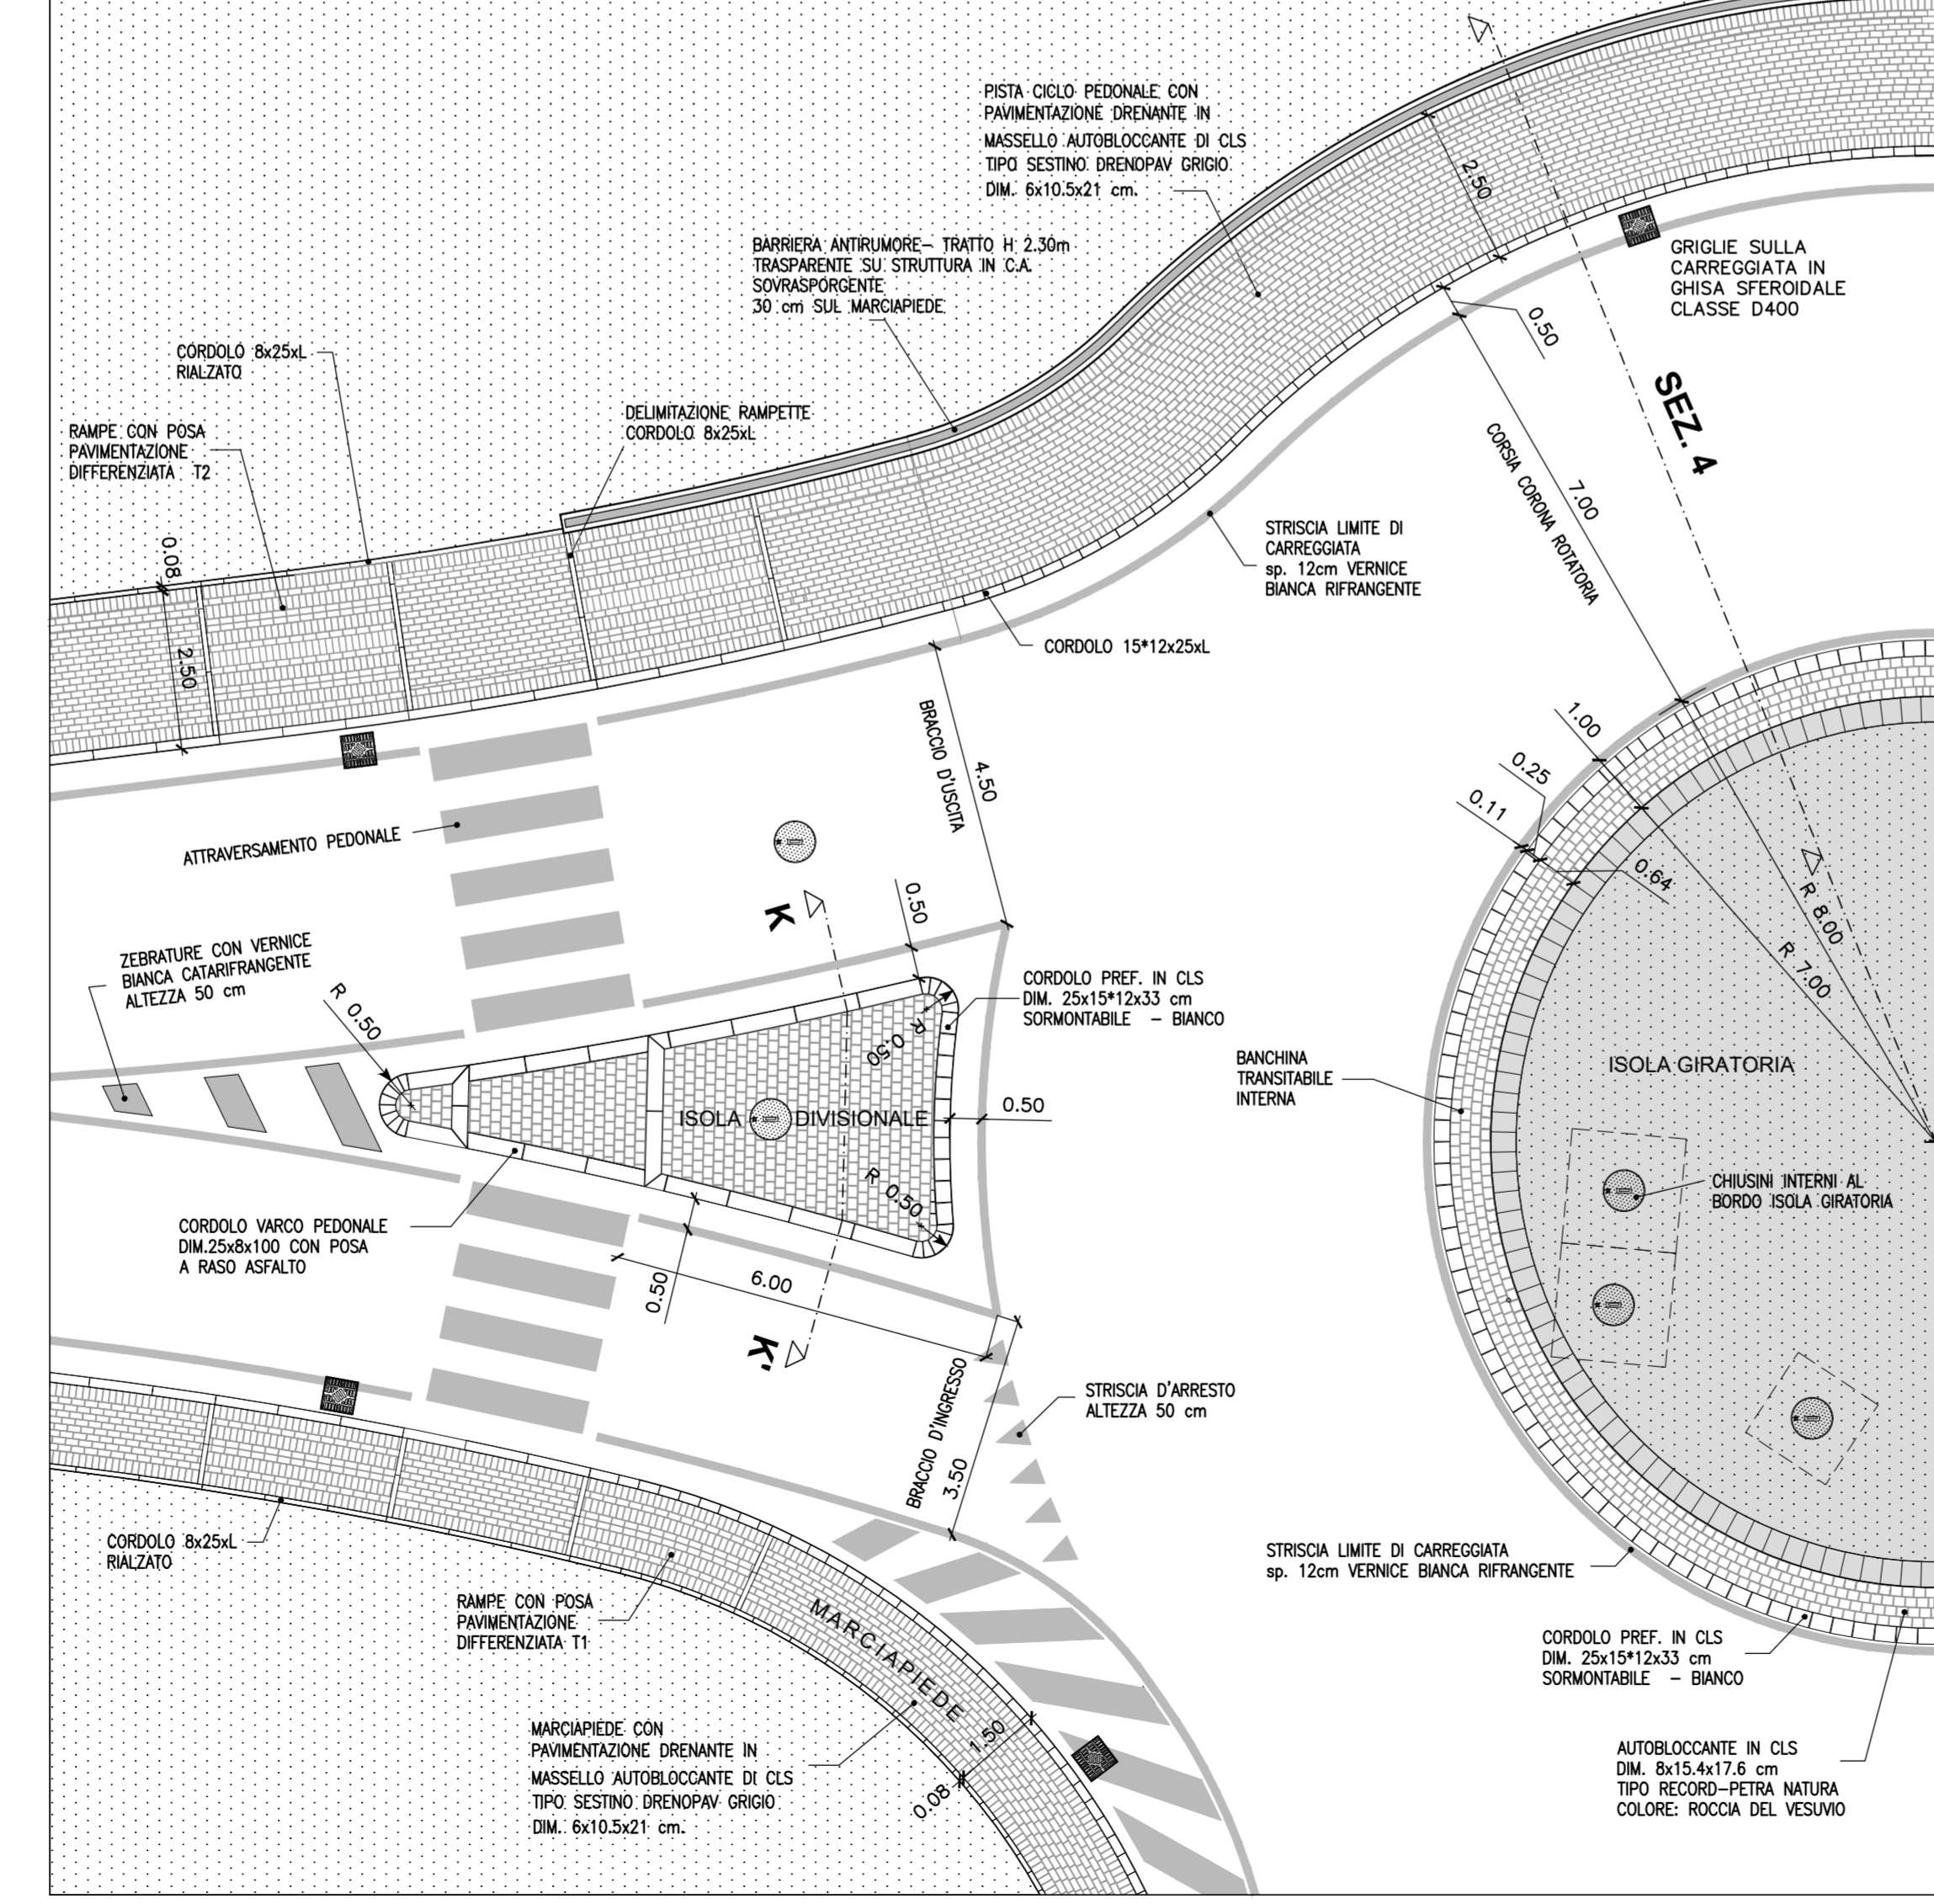 PISTA CICLO PEDONALE CON
PAVIMENTAZIONE DRENANTE IN
MASSELLO AUTOBLOCCANTE DI CLS
TIPO SESTINO DRENOPAV GRIGIO
DIM. 6x10.5x21 cm.
2.50
BARRIERA ANTIRUMORE– TRATTO H 2.30m
TRASPARENTE SU STRUTTURA IN C.A.
SOVRASPORGENTE
30 cm SUL MARCIAPIEDE
GRIGLIE SULLA
CARREGGIATA IN
GHISA SFEROIDALE
CLASSE D400
0.50
CORDOLO 8x25xL
RIALZATO
SEZ. 4
DELIMITAZIONE RAMPETTE
CORDOLO 8x25xL
RAMPE CON POSA
PAVIMENTAZIONE
DIFFERENZIATA T2
CORSIA CORONA ROTATORIA
7.00
STRISCIA LIMITE DI
CARREGGIATA
sp. 12cm VERNICE
BIANCA RIFRANGENTE
0.08
2.50
CORDOLO 15*12x25xL
BRACCIO D'USCITA
4.50
1.00
0.25
0.11
0.64
R 8.00
R 7.00
ATTRAVERSAMENTO PEDONALE
K
0.50
ZEBRATURE CON VERNICE
BIANCA CATARIFRANGENTE
ALTEZZA 50 cm
R 0.50
CORDOLO PREF. IN CLS
DIM. 25x15*12x33 cm
SORMONTABILE – BIANCO
R 0.50
BANCHINA
TRANSITABILE
INTERNA
ISOLA GIRATORIA
ISOLA DIVISIONALE
0.50
R 0.50
CHIUSINI INTERNI AL
BORDO ISOLA GIRATORIA
CORDOLO VARCO PEDONALE
DIM.25x8x100 CON POSA
A RASO ASFALTO
0.50
6.00
K'
BRACCIO D'INGRESSO
3.50
STRISCIA D'ARRESTO
ALTEZZA 50 cm
CORDOLO 8x25xL
RIALZATO
STRISCIA LIMITE DI CARREGGIATA
sp. 12cm VERNICE BIANCA RIFRANGENTE
RAMPE CON POSA
PAVIMENTAZIONE
DIFFERENZIATA T1
MARCIAPIEDE
CORDOLO PREF. IN CLS
DIM. 25x15*12x33 cm
SORMONTABILE – BIANCO
MARCIAPIEDE CON
PAVIMENTAZIONE DRENANTE IN
MASSELLO AUTOBLOCCANTE DI CLS
TIPO SESTINO DRENOPAV GRIGIO
DIM. 6x10.5x21 cm.
1.50
0.08
AUTOBLOCCANTE IN CLS
DIM. 8x15.4x17.6 cm
TIPO RECORD–PETRA NATURA
COLORE: ROCCIA DEL VESUVIO